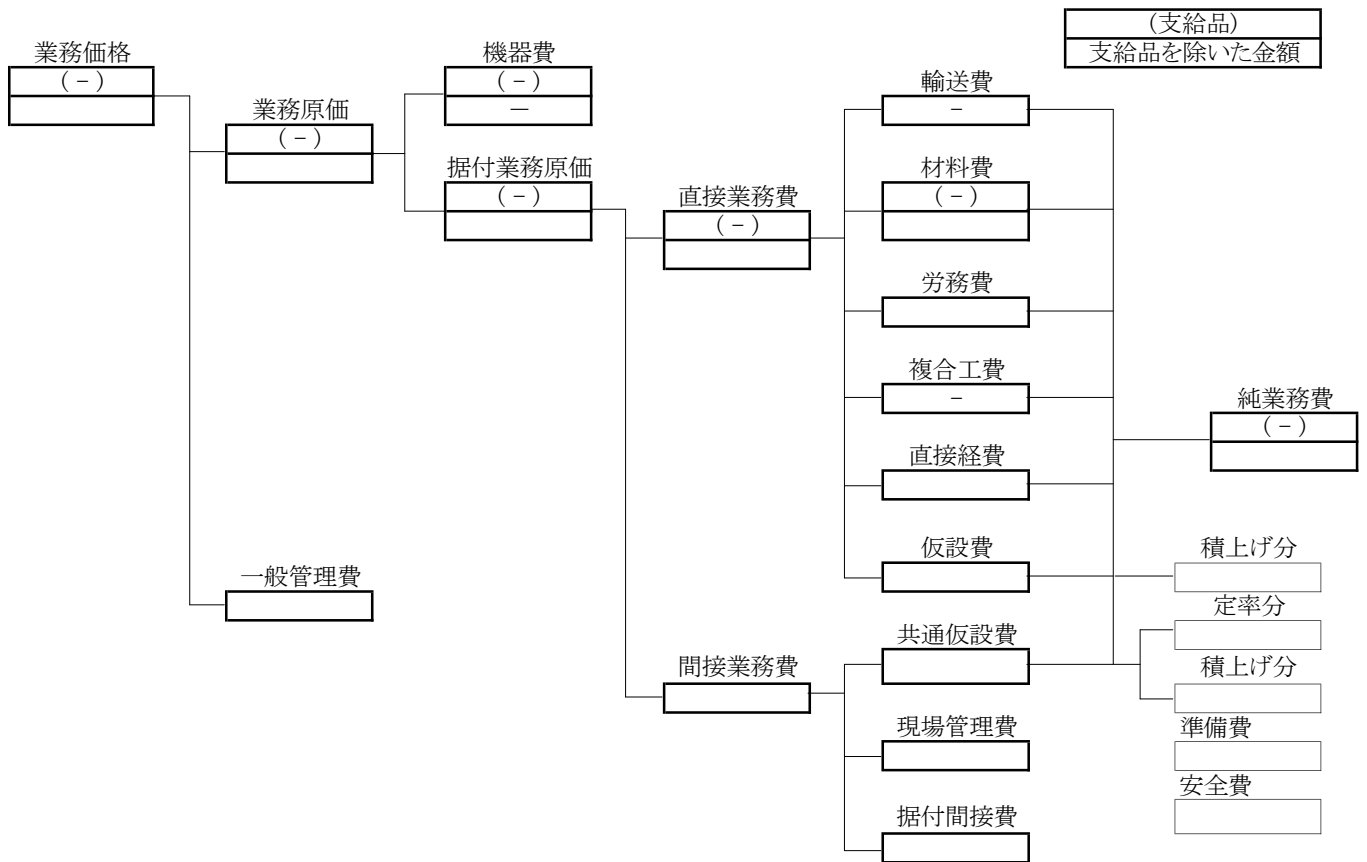 (支給品)
支給品を除いた金額
業務価格
(-)
業務原価
(-)
一般管理費
機器費
(-)
-
据付業務原価
(-)
直接業務費
(-)
間接業務費
輸送費
-
材料費
(-)
労務費
複合工費
-
直接経費
仮設費
共通仮設費
現場管理費
据付間接費
純業務費
(-)
積上げ分
定率分
積上げ分
準備費
安全費